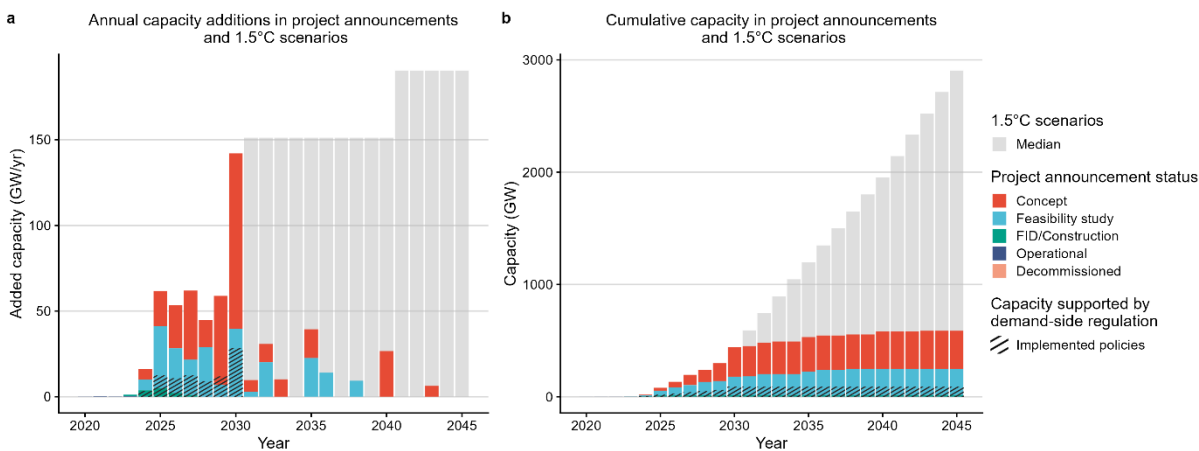 a
Annual capacity additions in project announcements
and 1.5°C scenarios
Added capacity (GW/yr)
150
100
50
0
2020
2025
2030
2035
2040
2045
Year
b
Cumulative capacity in project announcements
and 1.5°C scenarios
Capacity (GW)
3000
2000
1000
0
2020
2025
2030
2035
2040
2045
Year
1.5°C scenarios
Median
Project announcement status
Concept
Feasibility study
FID/Construction
Operational
Decommissioned
Capacity supported by
demand-side regulation
Implemented policies